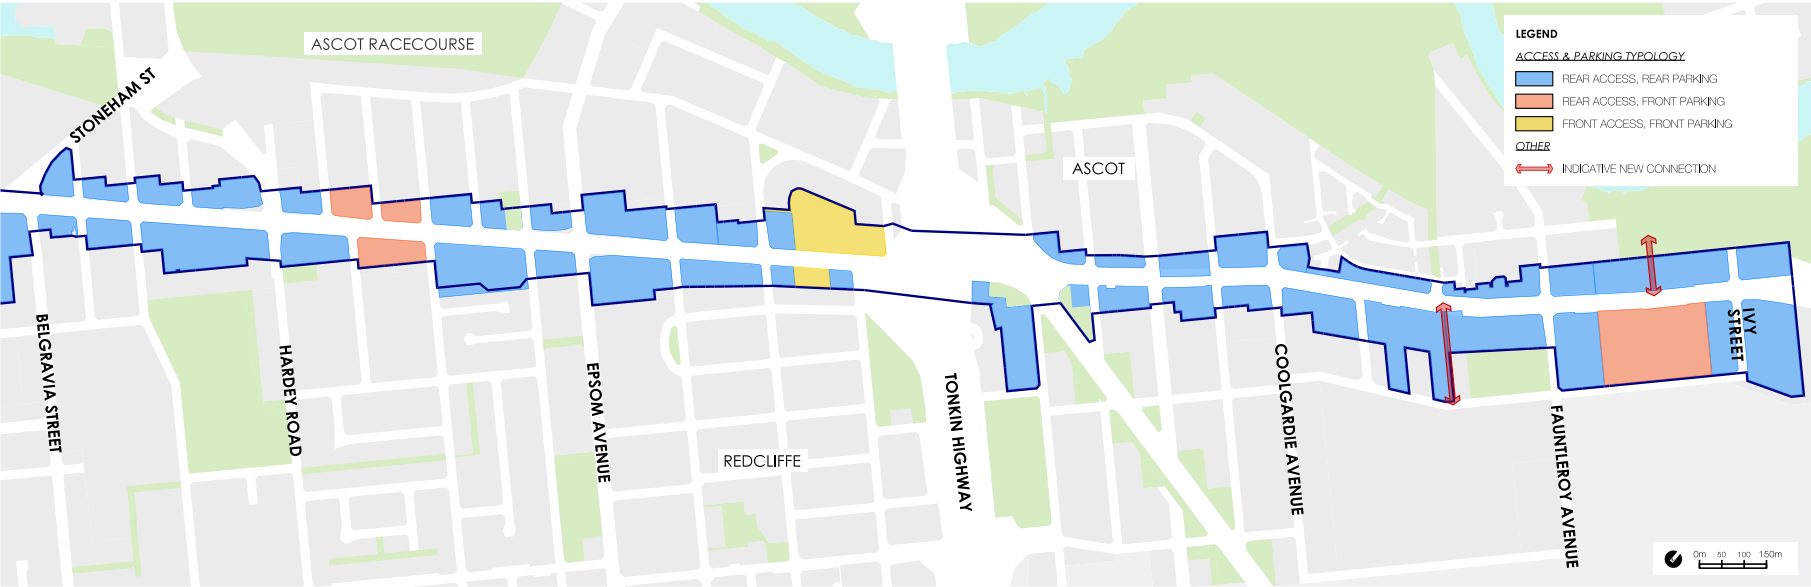 ASCOT RACECOURSE
STONEHAM ST
LEGEND
ACCESS & PARKING TYPOLOGY
REAR ACCESS, REAR PARKING
REAR ACCESS, FRONT PARKING
FRONT ACCESS, FRONT PARKING
OTHER
INDICATIVE NEW CONNECTION
ASCOT
BELGRAVIA STREET
HARDEY ROAD
EPSOM AVENUE
REDCLIFFE
TONKIN HIGHWAY
COOLGARDIE AVENUE
FAUNTLEROY AVENUE
IVY
STREET
0m 50 100 150m